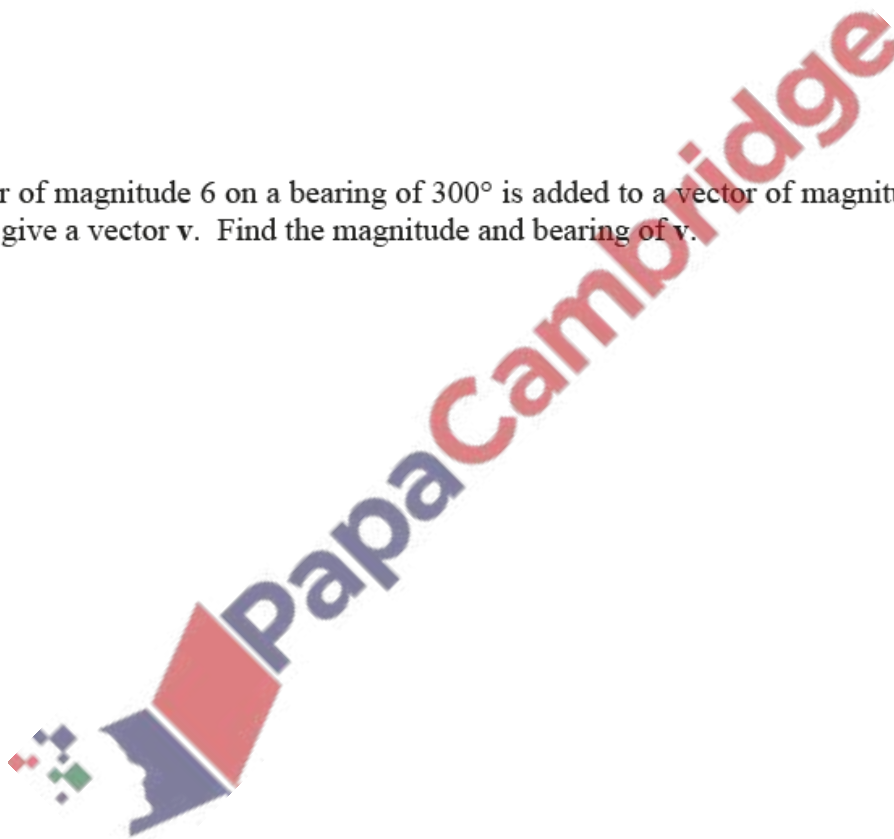 r of magnitude 6 on a bearing of 300° is added to a vector of magnit
give a vector v. Find the magnitude and bearing of v.
PapaCambridge